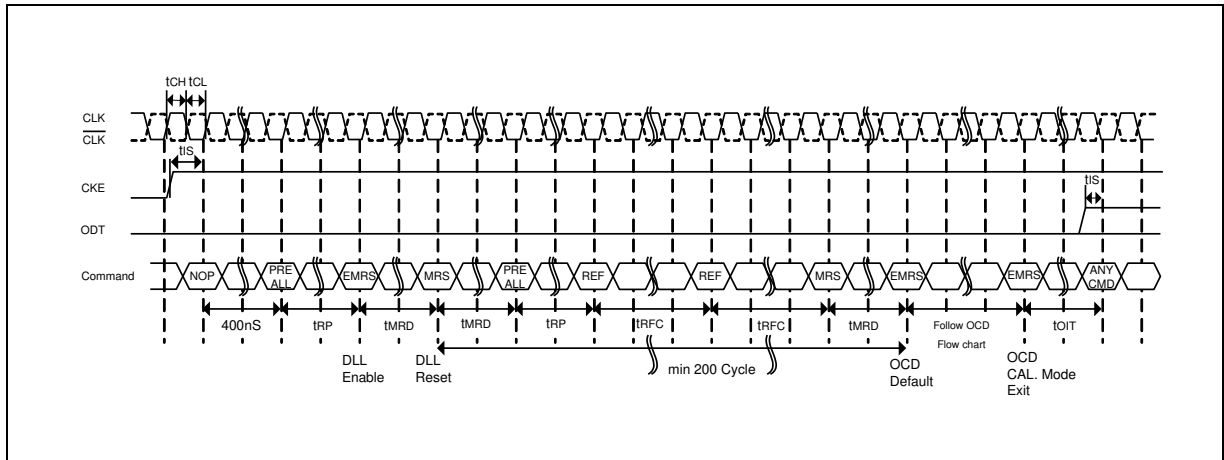 tCH tCL
CLK
CLK
tIS
CKE
tIS
ODT
Command
NOP
PRE
ALL
EMRS
MRS
PRE
ALL
REF
REF
MRS
EMRS
EMRS
ANY
CMD
400nS
tRP
tMRD
tMRD
tRP
tRFC
tRFC
tMRD
Follow OCD
Flow chart
tOIT
DLL
Enable
DLL
Reset
min 200 Cycle
OCD
Default
OCD
CAL. Mode
Exit